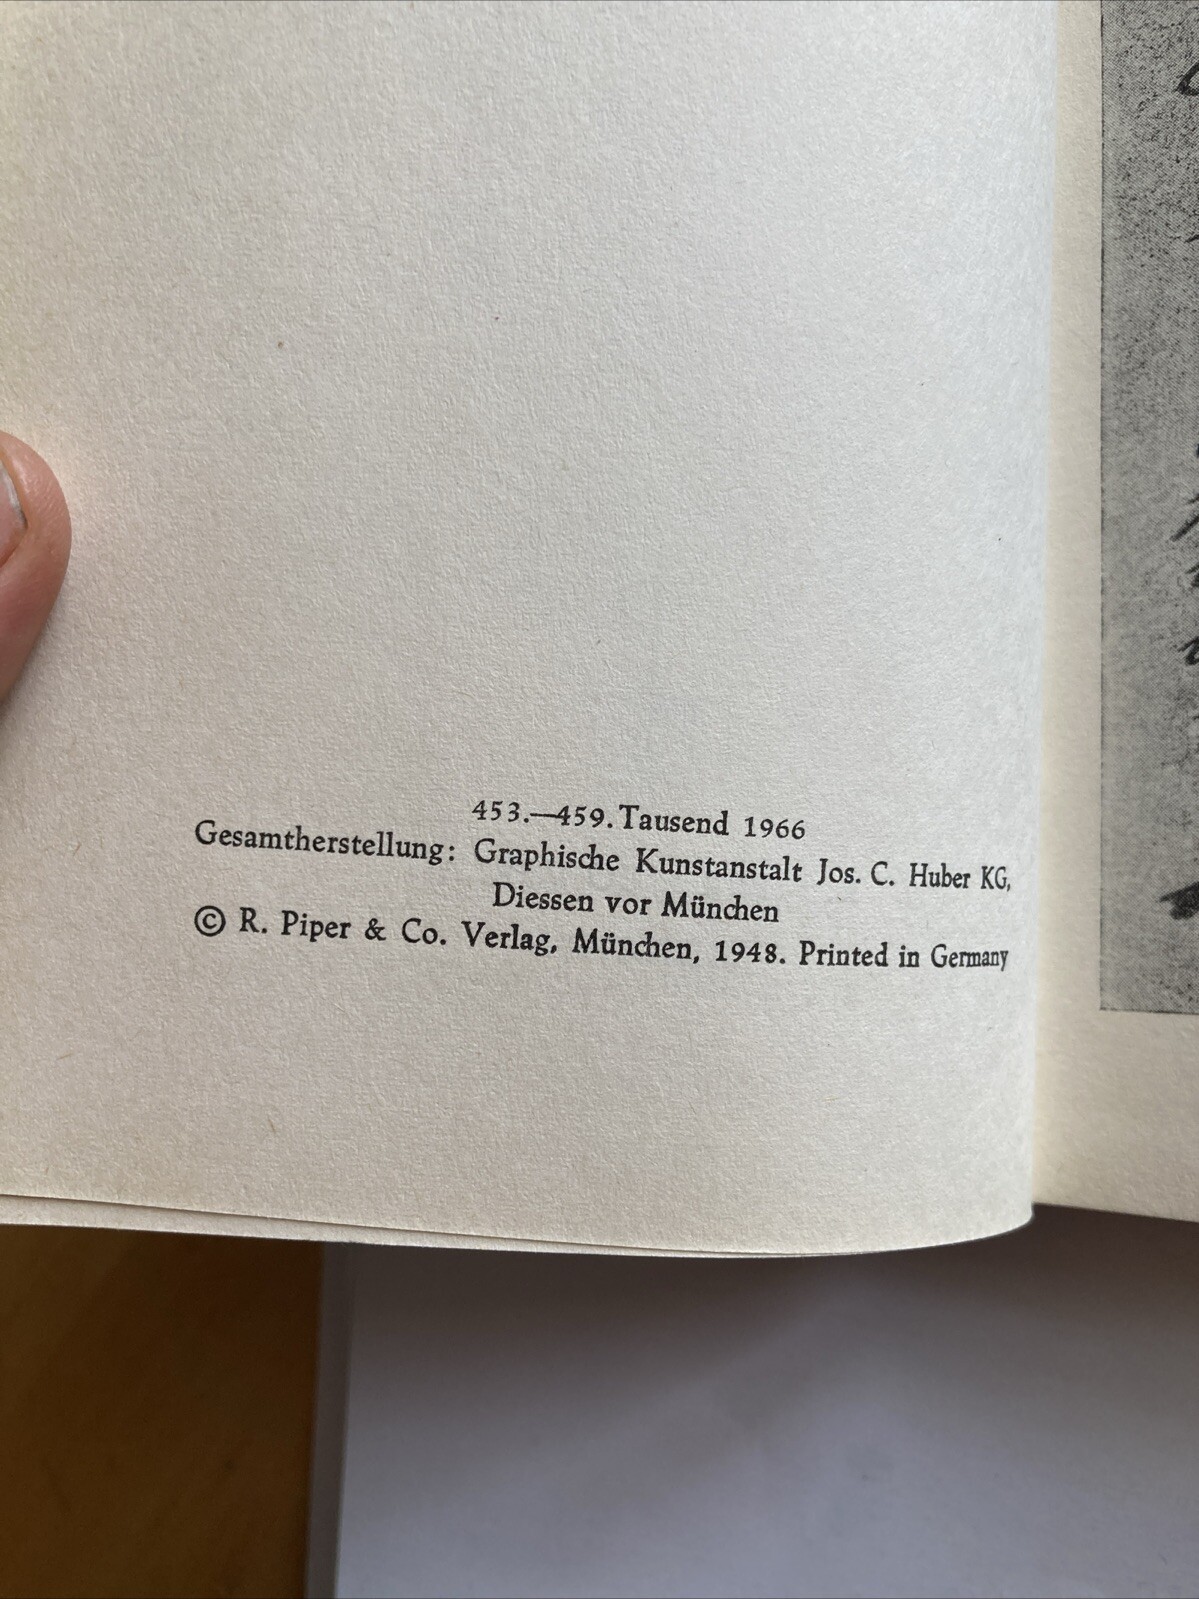 453.—459. Tausend 1966
Gesamtherstellung: Graphische Kunstanstalt Jos. C. Huber KG,
Diessen vor München
© R. Piper & Co. Verlag, München, 1948. Printed in Germany